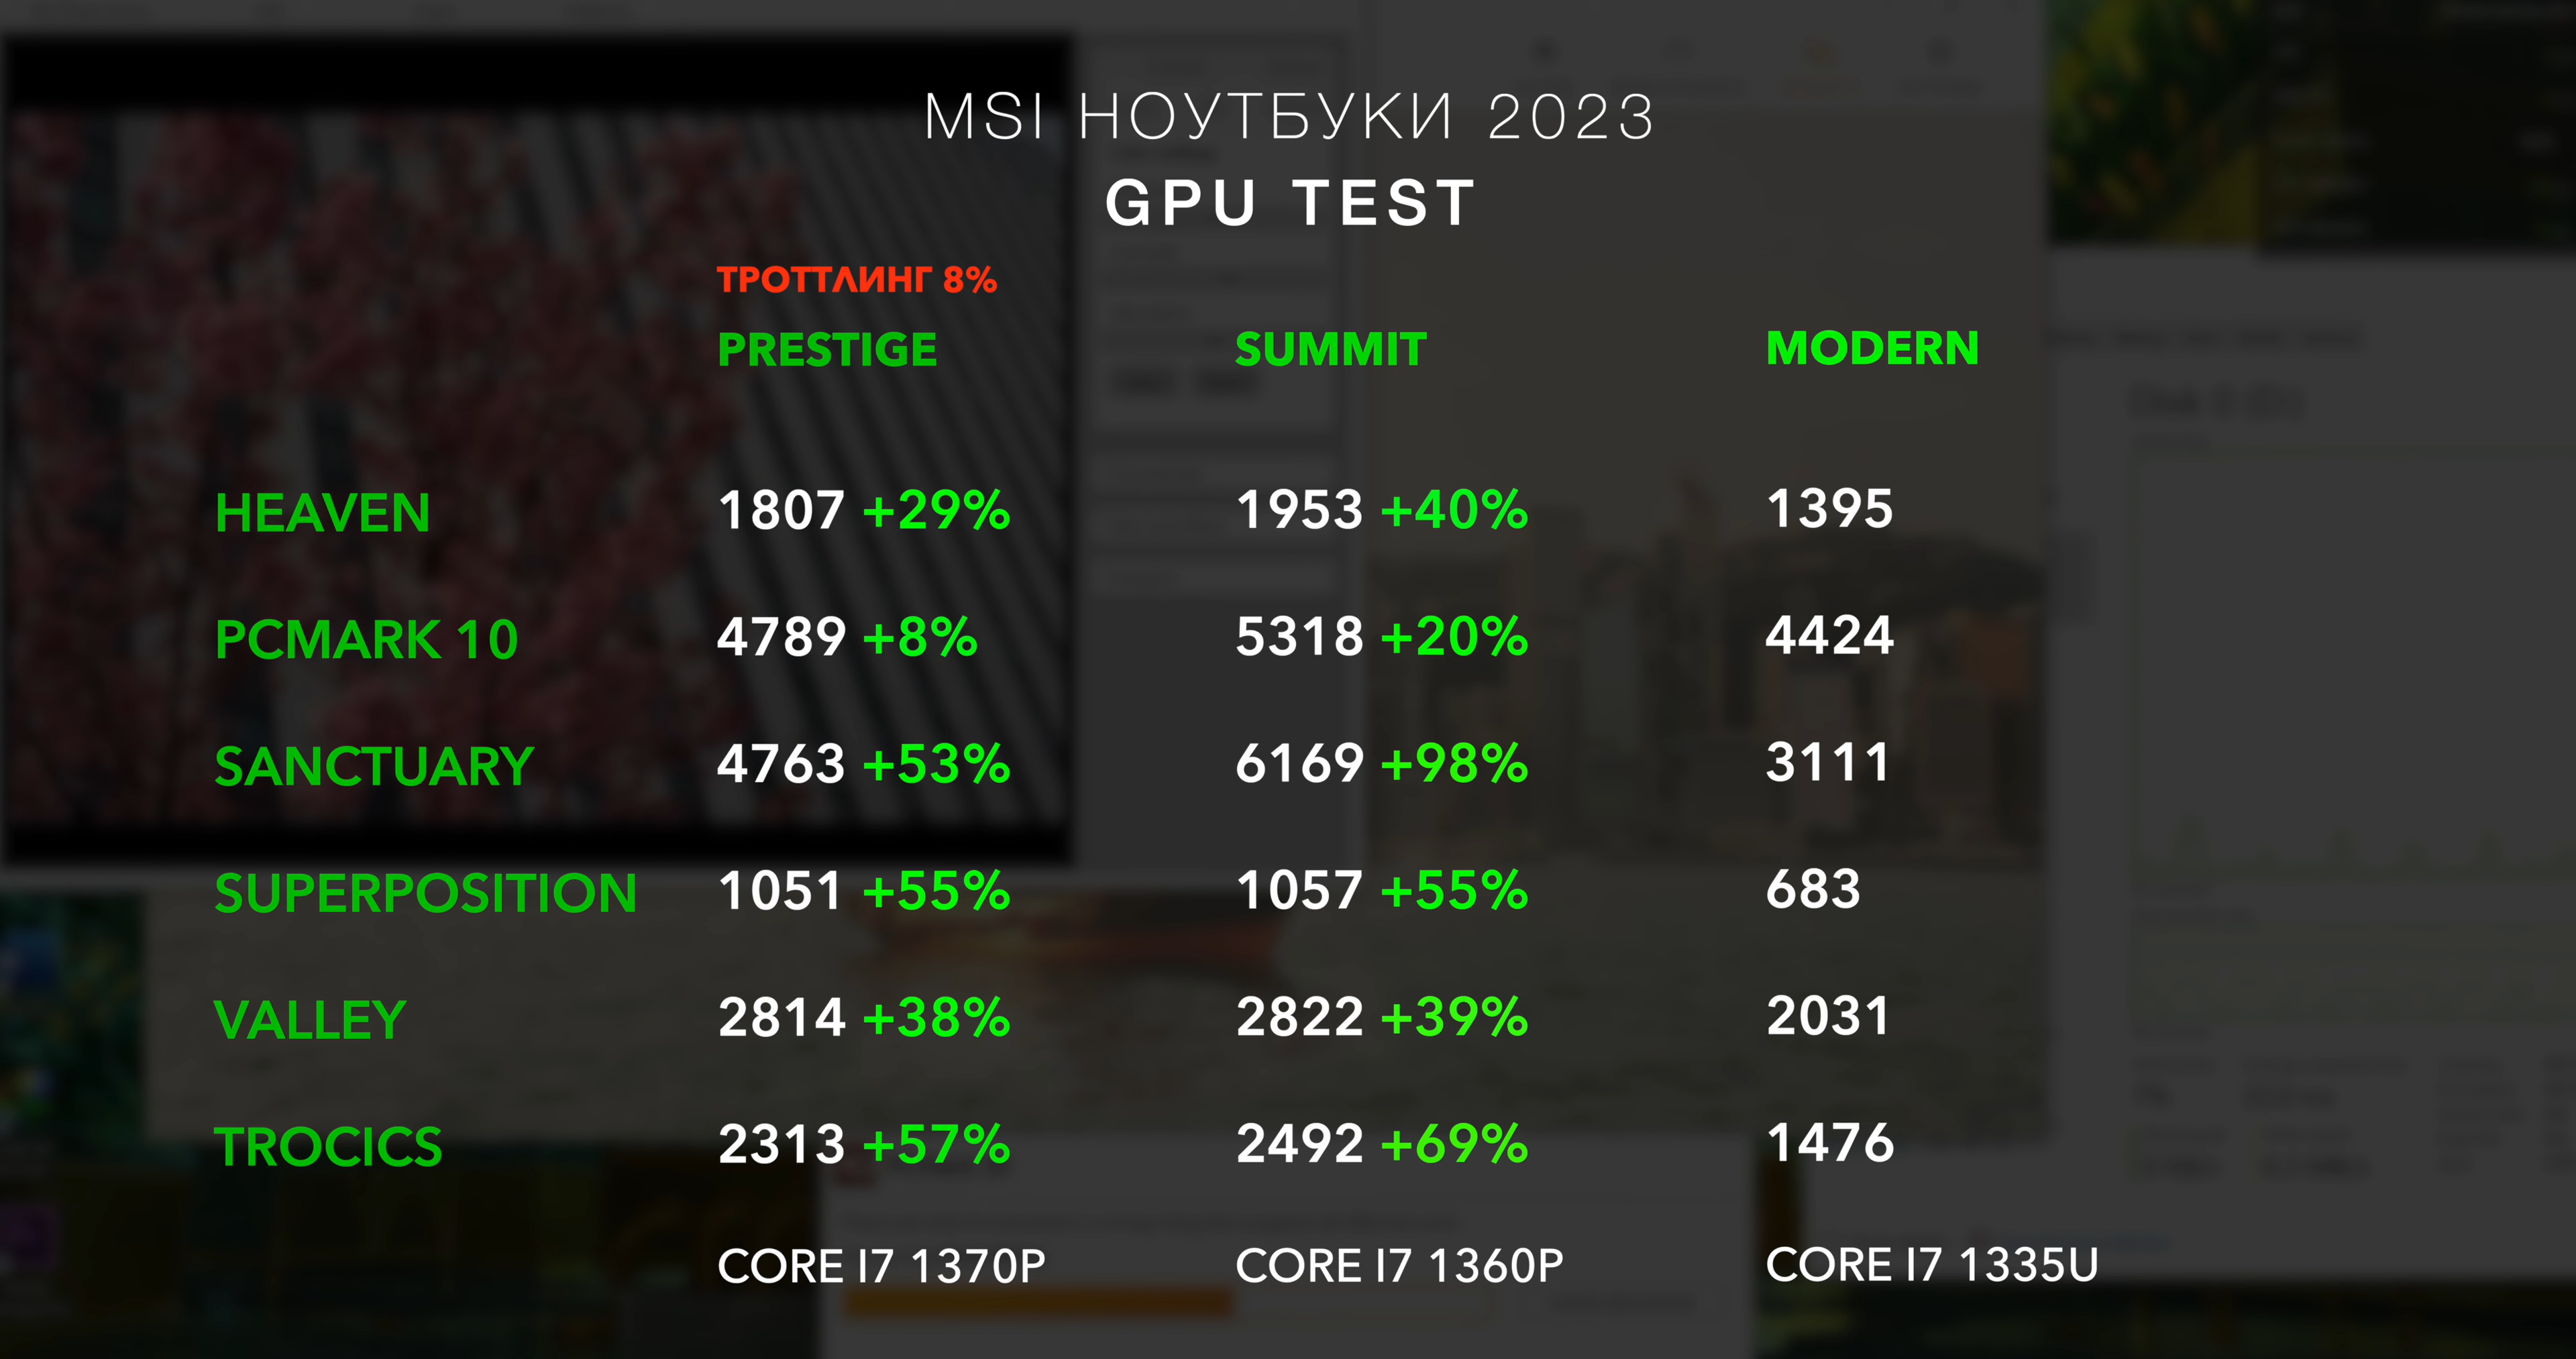 MSI НОУТБУКИ 2023
GPU TEST
ТРОТТЛИНГ 8%
PRESTIGE SUMMIT MODERN
HEAVEN 1807 +29% 1953 +40% 1395
PCMARK 10 4789 +8% 5318 +20% 4424
SANCTUARY 4763 +53% 6169 +98% 3111
SUPERPOSITION 1051 +55% 1057 +55% 683
VALLEY 2814 +38% 2822 +39% 2031
TROCICS 2313 +57% 2492 +69% 1476
CORE I7 1370P CORE I7 1360P CORE I7 1335U